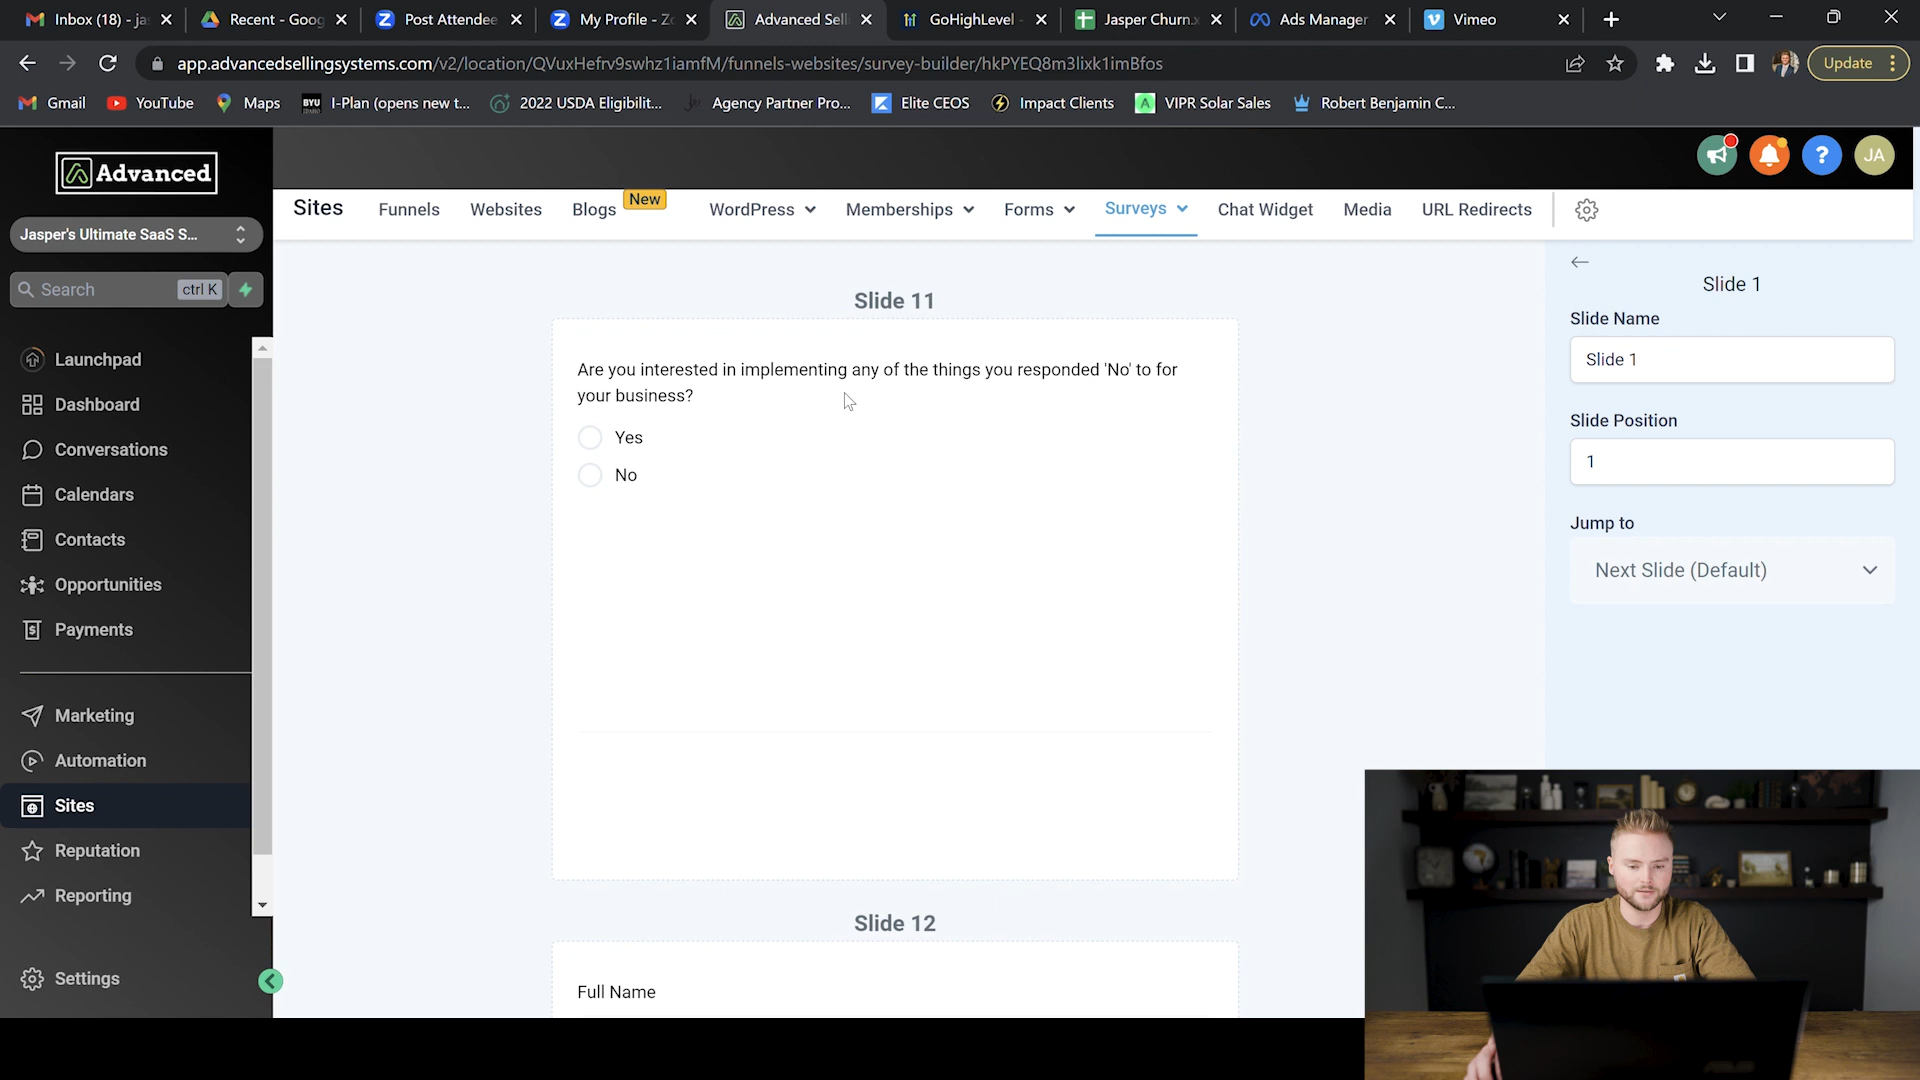 Inbox (18) - ja
Recent - Goog
Post Attendee
My Profile - Zo
Advanced Sell
GoHighLevel -
Jasper Churn.x
Ads Manager
Vimeo
app.advancedsellingsystems.com/v2/location/QVuxHefrv9swhz1iamfM/funnels-websites/survey-builder/hkPYEQ8m3lixk1imBfos
Update
Gmail
YouTube
Maps
BYU
I-Plan (opens new t...
2022 USDA Eligibilit...
Agency Partner Pro...
Elite CEOS
Impact Clients
VIPR Solar Sales
Robert Benjamin C...
Advanced
JA
Sites
Funnels
Websites
Blogs
New
WordPress
Memberships
Forms
Surveys
Chat Widget
Media
URL Redirects
Jasper's Ultimate SaaS S...
Search
ctrl K
Launchpad
Dashboard
Conversations
Calendars
Contacts
Opportunities
Payments
Marketing
Automation
Sites
Reputation
Reporting
Settings
Slide 11
Are you interested in implementing any of the things you responded 'No' to for
your business?
Yes
No
Slide 12
Full Name
Slide 1
Slide Name
Slide 1
Slide Position
1
Jump to
Next Slide (Default)